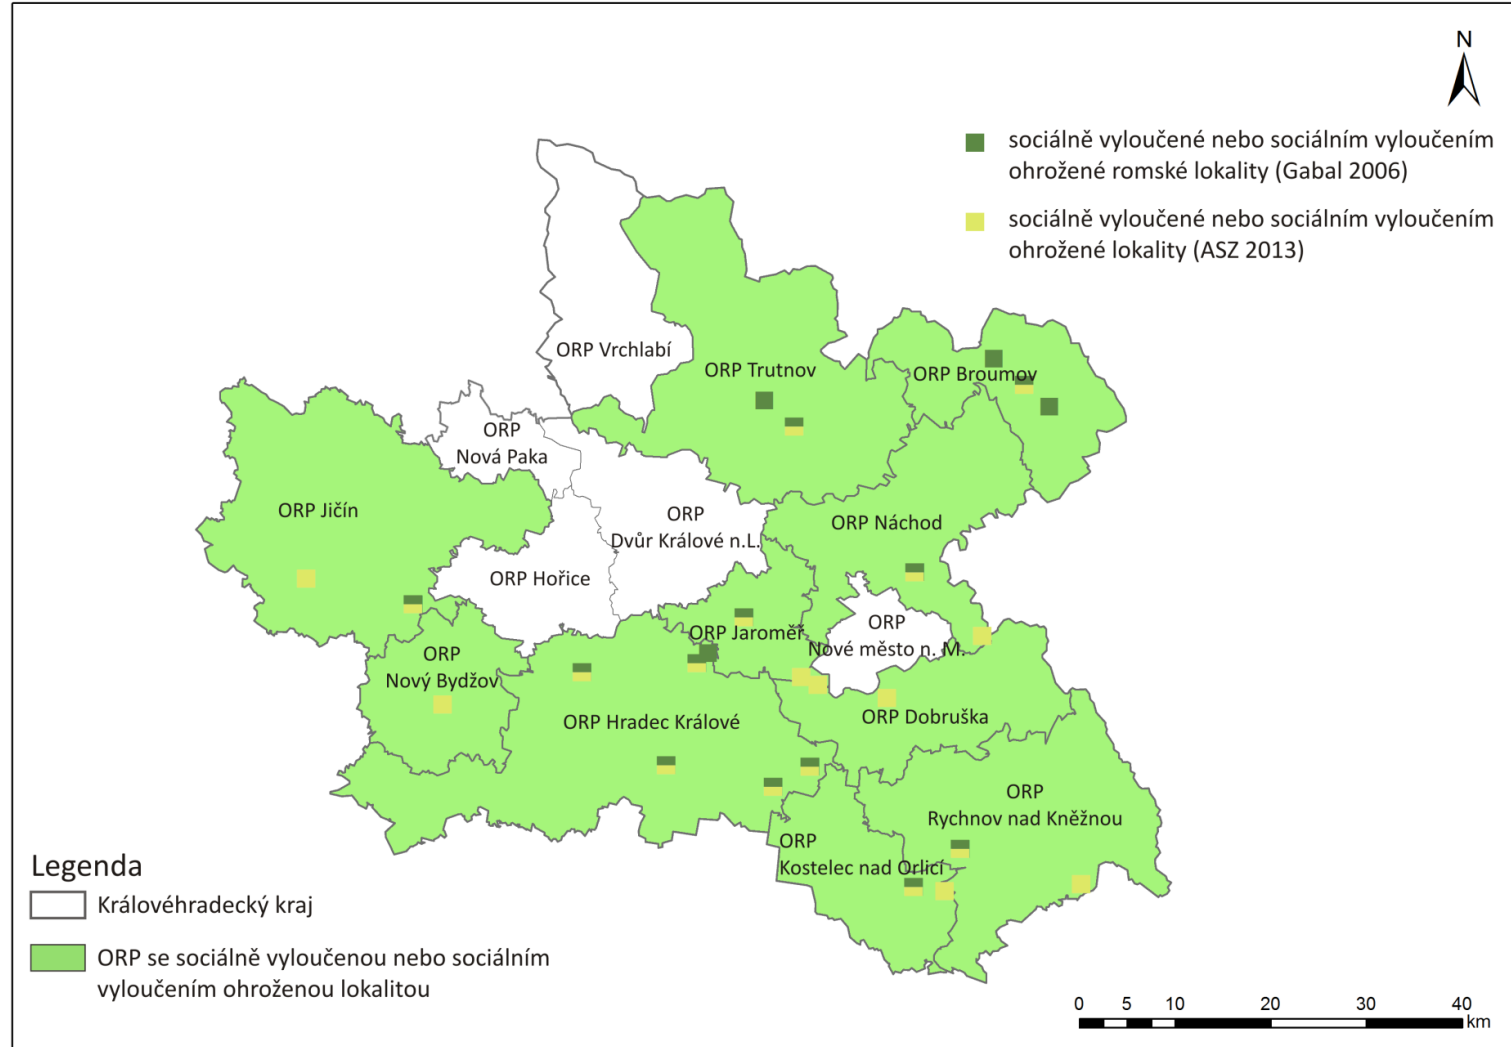 N
sociálně vyloučené nebo sociálním vyloučením
ohrožené romské lokality (Gabal 2006)
sociálně vyloučené nebo sociálním vyloučením
ohrožené lokality (ASZ 2013)
ORP Vrchlabí
ORP Trutnov
ORP Broumov
ORP
Nová Paka
ORP Jičín
ORP
Dvůr Králové n.L.
ORP Náchod
ORP Hořice
ORP Jaroměř
ORP
Nové město n. M.
ORP
Nový Bydžov
ORP Hradec Králové
ORP Dobruška
ORP
Rychnov nad Kněžnou
ORP
Kostelec nad Orlicí
Legenda
Královéhradecký kraj
ORP se sociálně vyloučenou nebo sociálním
vyloučením ohroženou lokalitou
0 5 10 20 30 40
km